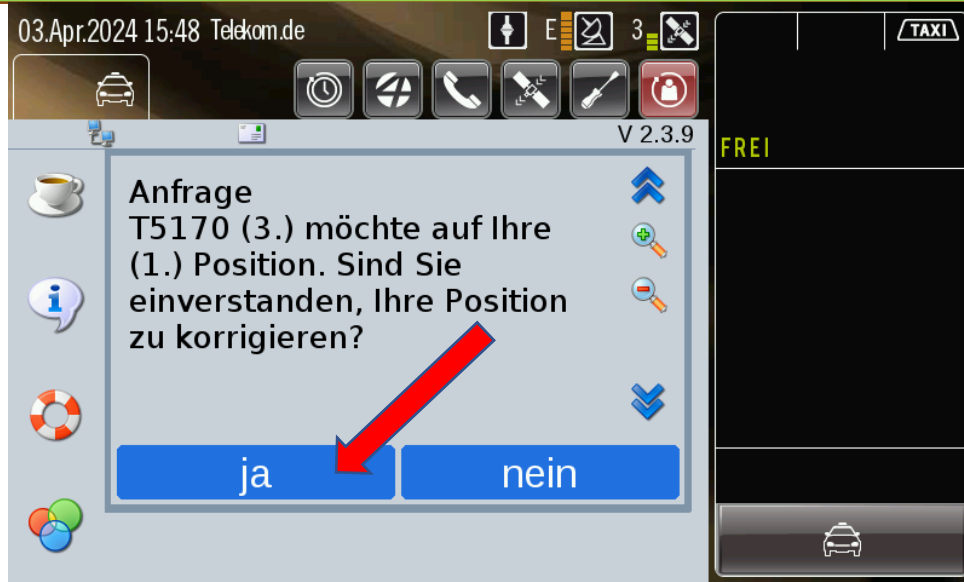 03.Apr.2024 15:48 Telekom.de
E
3
TAXI
V 2.3.9
FREI
Anfrage
T5170 (3.) möchte auf Ihre
(1.) Position. Sind Sie
einverstanden, Ihre Position
zu korrigieren?
ja
nein